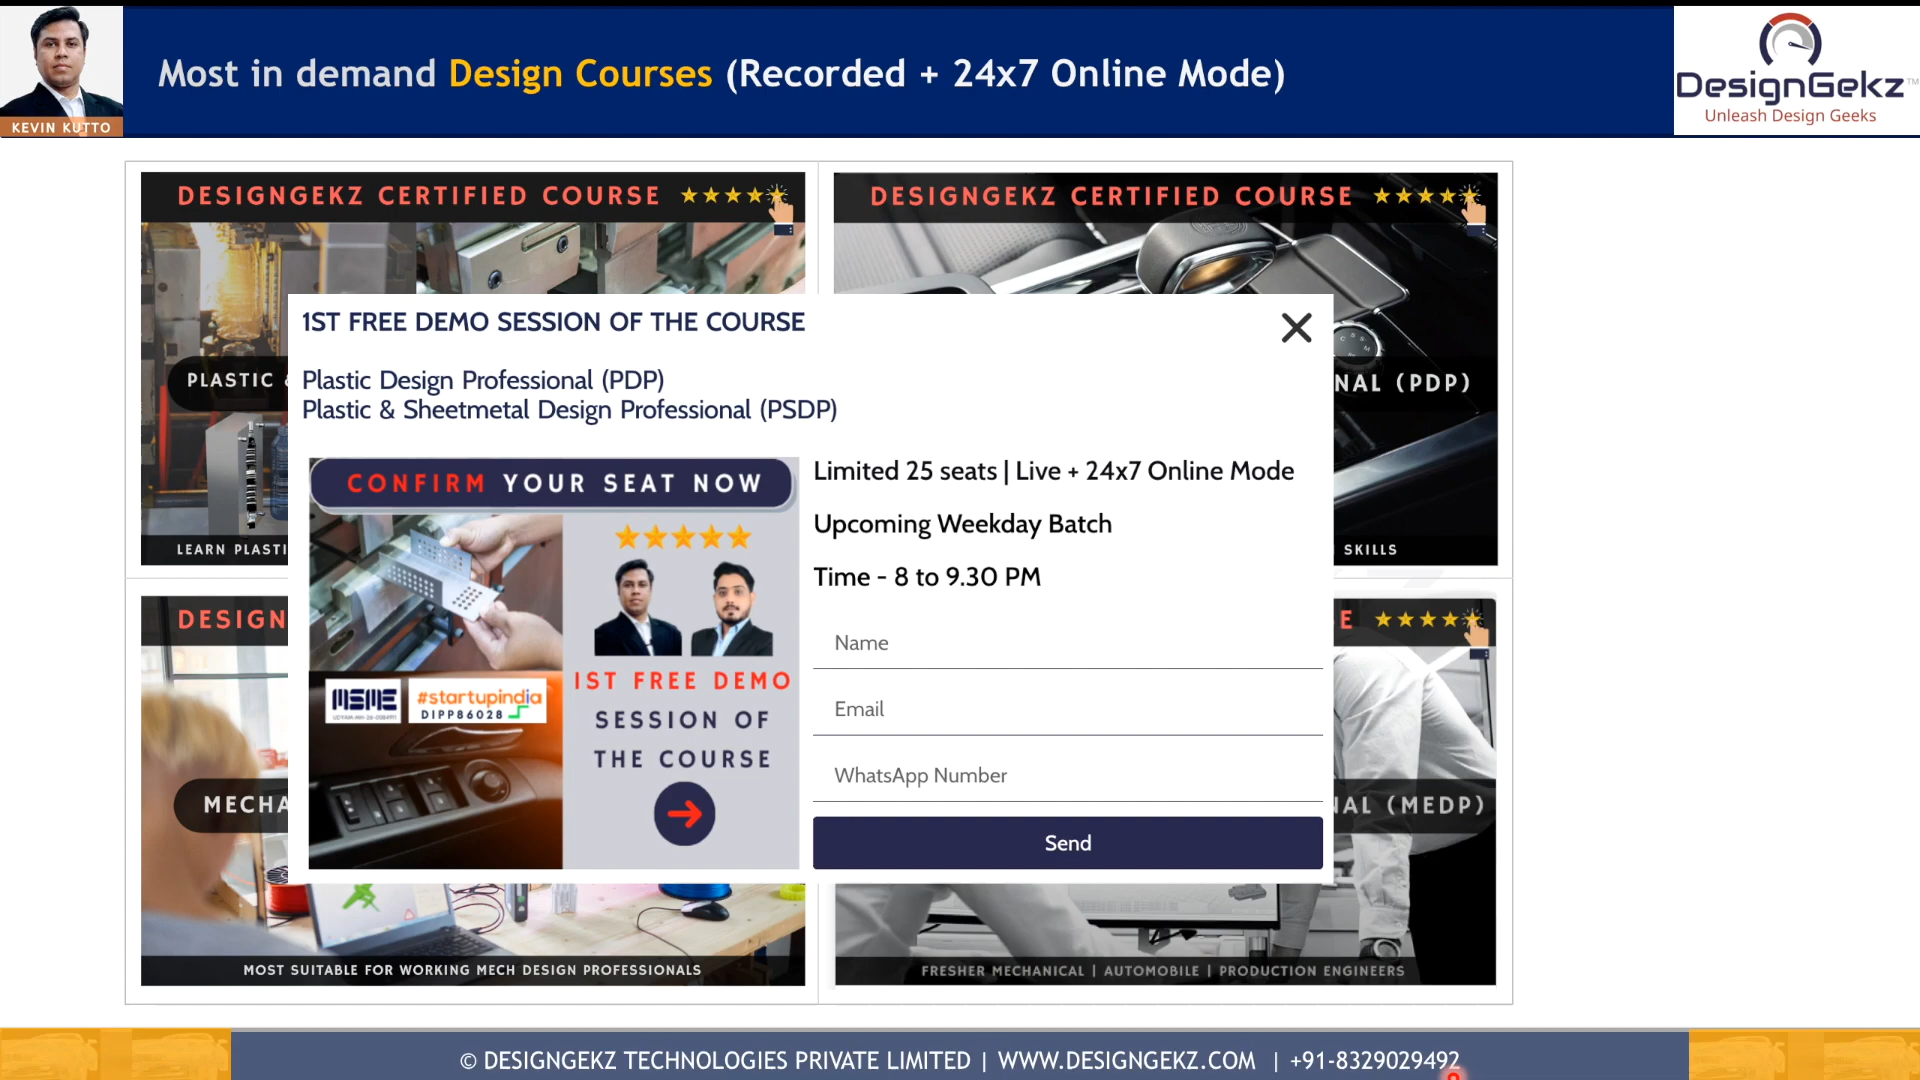 KEVIN KUTTO
Most in demand Design Courses (Recorded + 24x7 Online Mode)
DesignGekz™
Unleash Design Geeks
DESIGNGEKZ CERTIFIED COURSE
DESIGNGEKZ CERTIFIED COURSE
1ST FREE DEMO SESSION OF THE COURSE
Plastic Design Professional (PDP)
Plastic & Sheetmetal Design Professional (PSDP)
PLASTIC
NAL (PDP)
CONFIRM YOUR SEAT NOW
Limited 25 seats | Live + 24x7 Online Mode
Upcoming Weekday Batch
Time - 8 to 9.30 PM
LEARN PLASTI
SKILLS
DESIGN
E
Name
Email
WhatsApp Number
Send
MSME
#startupindia
DIPP86028
1ST FREE DEMO
SESSION OF
THE COURSE
MECHA
NAL (MEDP)
MOST SUITABLE FOR WORKING MECH DESIGN PROFESSIONALS
FRESHER MECHANICAL | AUTOMOBILE | PRODUCTION ENGINEERS
© DESIGNGEKZ TECHNOLOGIES PRIVATE LIMITED | WWW.DESIGNGEKZ.COM | +91-8329029492